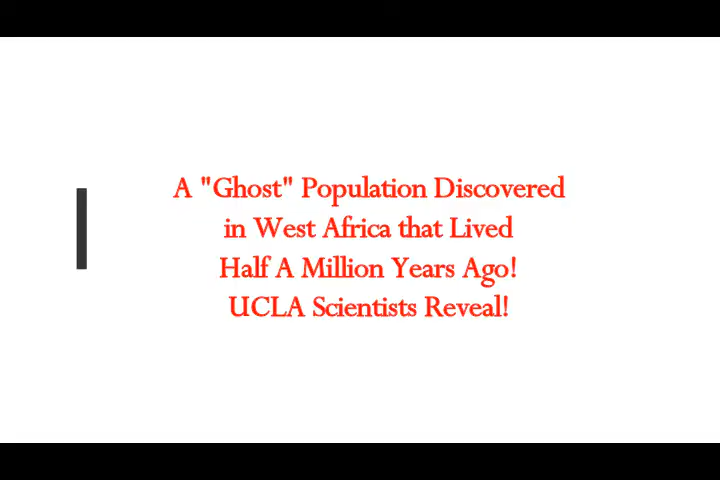 A "Ghost" Population Discovered
in West Africa that Lived
Half A Million Years Ago!
UCLA Scientists Reveal!